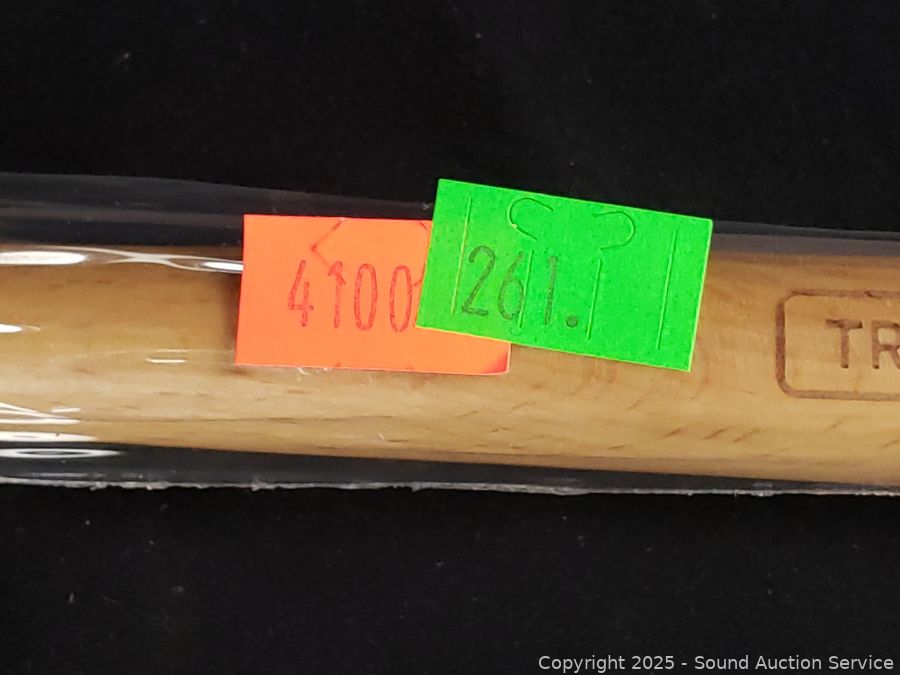 4100
261.
TR
Copyright 2025 - Sound Auction Service